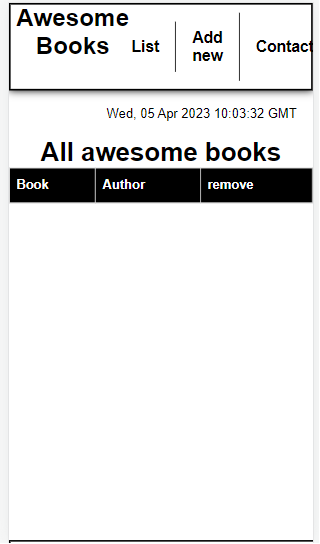 Awesome
Books
List
Add
new
Contact
Wed, 05 Apr 2023 10:03:32 GMT
All awesome books
Book Author remove